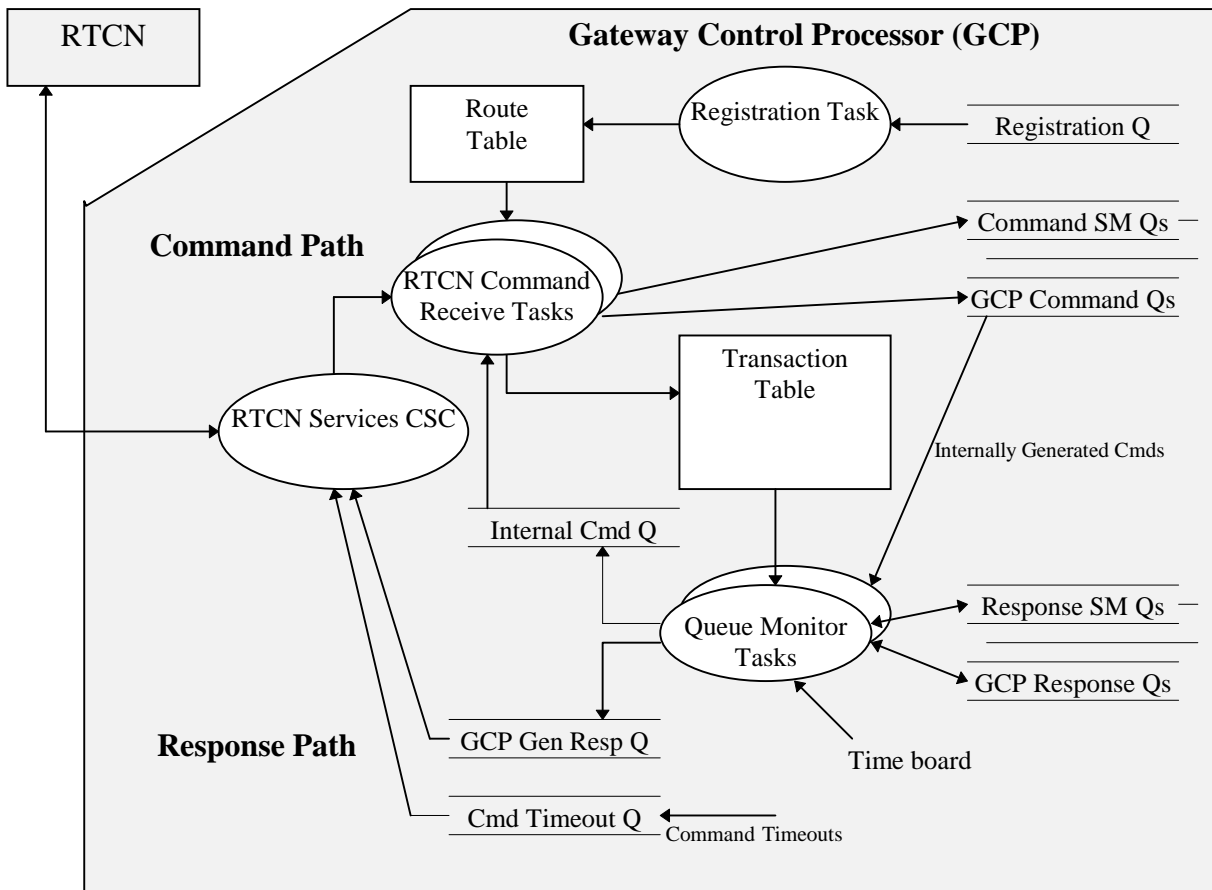 RTCN
Gateway Control Processor (GCP)
Route
Table
Registration Task
Registration Q
Command Path
Command SM Qs
RTCN Command
Receive Tasks
GCP Command Qs
Transaction
Table
RTCN Services CSC
Internally Generated Cmds
Internal Cmd Q
Queue Monitor
Tasks
Response SM Qs
GCP Response Qs
Response Path
GCP Gen Resp Q
Time board
Cmd Timeout Q
Command Timeouts